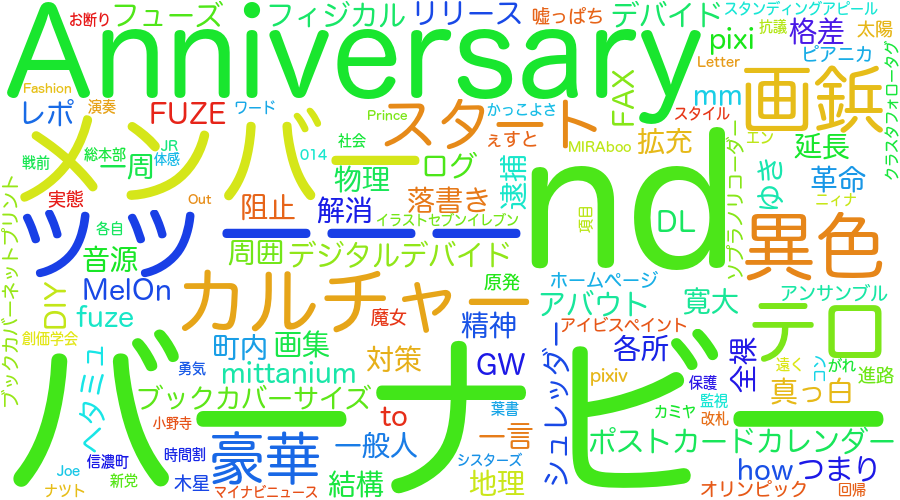 Anniversary
フューズ
フィジカル
リリース
嘘っぱち
デバイド
スタンディングアピール
お断り
抗議
格差
太陽
pixi
ピアニカ
Letter
Fashion
レポ
演奏
FUZE
ワード
Prince
スタート
かっこよさ
ぇすと
FAX
mm
スタイル
画鋲
メンバー
MIRAboo
拡充
エン
延長
クラスタフォロータグ
戦前
総本部
一周
JR
体感
014
社会
物理
ログ
逮捕
nd
ソプラノリコーダー
ゆき
革命
ニィナ
実態
Out
阻止
解消
落書き
イラストセブンイレブン
項目
DL
異色
ブックカバーネットプリント
ツッーーー
各自
音源
周囲
デジタルデバイド
原発
ホームページ
アンサンブル
DIY
MelOn
カルチャー
アバウト
寛大
テロ
fuze
魔女
精神
アイビスペイント
創価学会
町内
画集
対策
GW
シュレッダー
各所
全裸
遠く
コン
がれ
進路
ヘタミュ
勇気
mittanium
pixiv
保護
真っ白
バーナビー
ブックカバーサイズ
葉書
監視
小野寺
to
カミヤ
改札
信濃町
時間割
豪華
一般人
一言
ポストカードカレンダー
Joe
新党
木星
シスターズ
how
つまり
ナツト
マイナビニュース
結構
地理
オリンピック
回帰